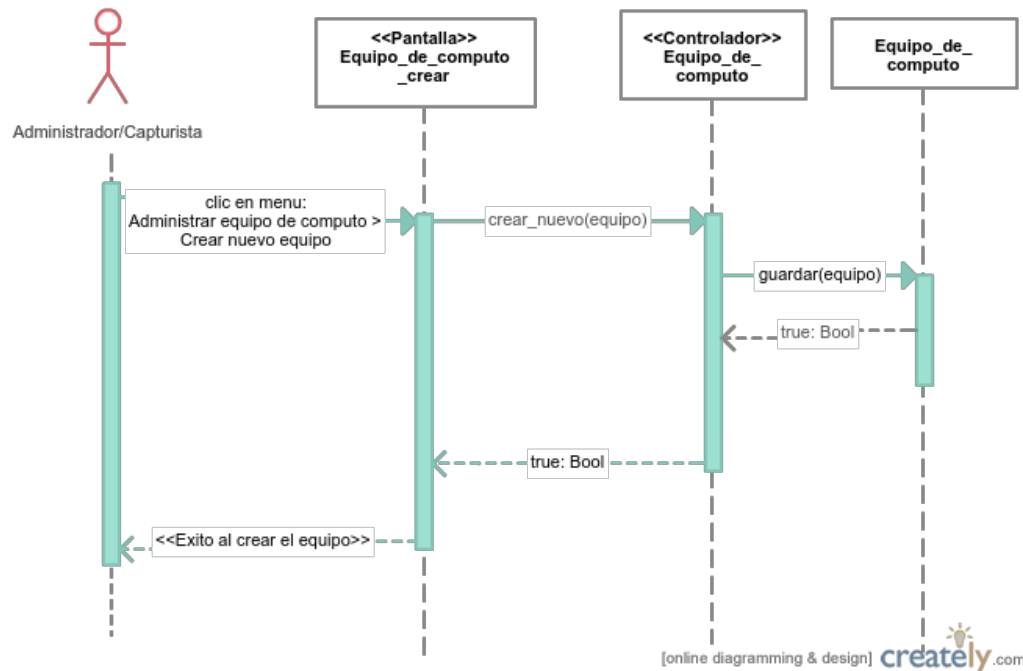 <<Pantalla>>
Equipo_de_computo
_crear
<<Controlador>>
Equipo_de_
computo
Equipo_de_
computo
Administrador/Capturista
clic en menu:
Administrar equipo de computo >
Crear nuevo equipo
crear_nuevo(equipo)
guardar(equipo)
true: Bool
true: Bool
<<Exito al crear el equipo>>
[online diagramming & design] creately.com